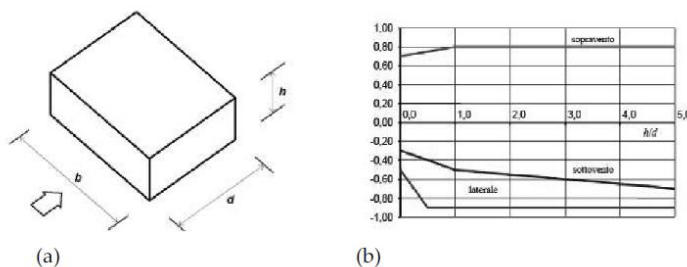 h
b
d
(a)
1,00
0,80
0,60
0,40
0,20
0,00
-0,20
-0,40
-0,60
-0,80
-1,00
0,0 1,0 2,0 3,0 4,0 5,0
h/d
sopravento
sottovento
laterale
(b)